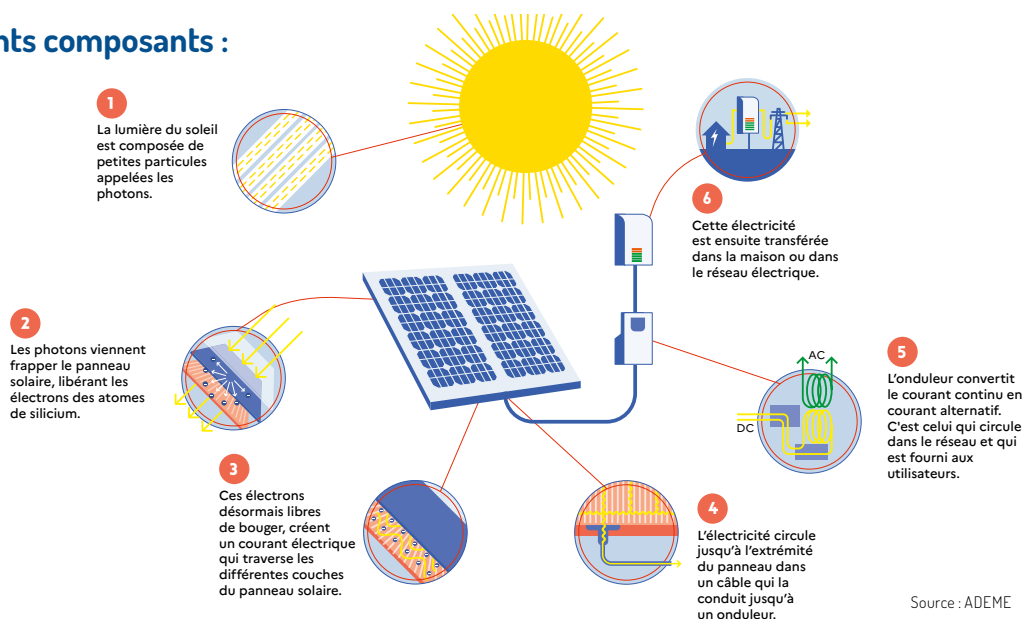 nts composants :
1
La lumière du soleil
est composée de
petites particules
appelées les
photons.
2
Les photons viennent
frapper le panneau
solaire, libérant les
électrons des atomes
de silicium.
3
Ces électrons
désormais libres
de bouger, créent
un courant électrique
qui traverse les
différentes couches
du panneau solaire.
4
L'électricité circule
jusqu'à l'extrémité
du panneau dans
un câble qui la
conduit jusqu'à
un onduleur.
AC
DC
5
L'onduleur convertit
le courant continu en
courant alternatif.
C'est celui qui circule
dans le réseau et qui
est fourni aux
utilisateurs.
6
Cette électricité
est ensuite transférée
dans la maison ou dans
le réseau électrique.
Source : ADEME